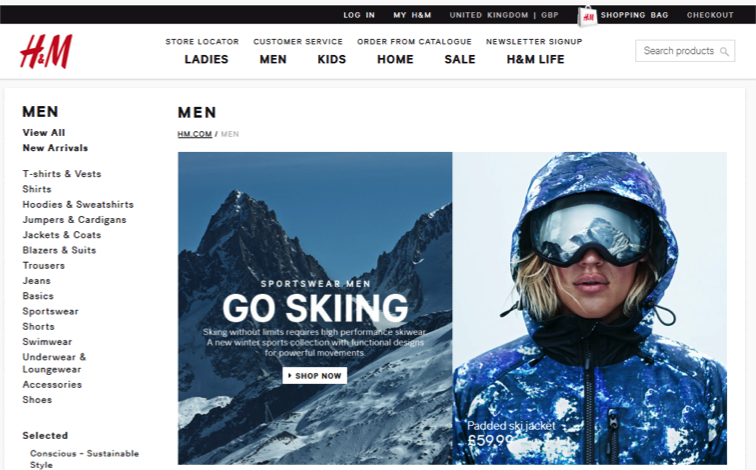 LOG IN MY H&M UNITED KINGDOM | GBP H&M SHOPPING BAG CHECKOUT
H&M
STORE LOCATOR CUSTOMER SERVICE ORDER FROM CATALOGUE NEWSLETTER SIGNUP
LADIES MEN KIDS HOME SALE H&M LIFE
Search products
MEN
View All
New Arrivals
T-shirts & Vests
Shirts
Hoodies & Sweatshirts
Jumpers & Cardigans
Jackets & Coats
Blazers & Suits
Trousers
Jeans
Basics
Sportswear
Shorts
Swimwear
Underwear &
Loungewear
Accessories
Shoes
Selected
Conscious - Sustainable
Style
MEN
HM.COM / MEN
SPORTSWEAR MEN
GO SKIING
Skiing without limits requires high performance skiwear.
A new winter sports collection with functional designs
for powerful movements.
SHOP NOW
Padded ski jacket
£59.99